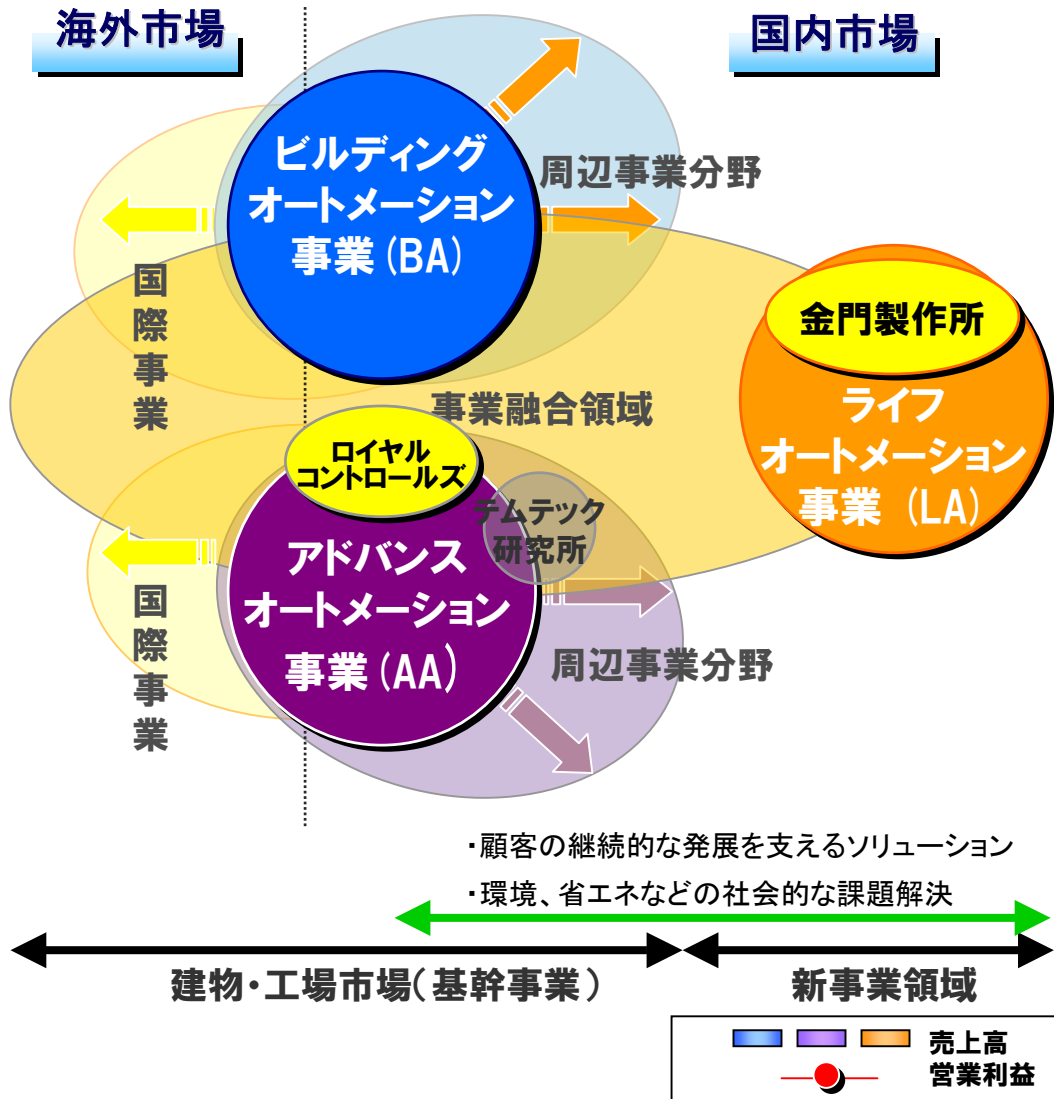 海外市場
国内市場
ビルディング
オートメーション
事業(BA)
周辺事業分野
国際事業
金門製作所
ライフ
オートメーション
事業 (LA)
事業融合領域
ロイヤル
コントロールズ
テムテック
研究所
アドバンス
オートメーション
事業(AA)
国際事業
周辺事業分野
・顧客の継続的な発展を支えるソリューション
・環境、省エネなどの社会的な課題解決
建物・工場市場(基幹事業)
新事業領域
売上高
営業利益